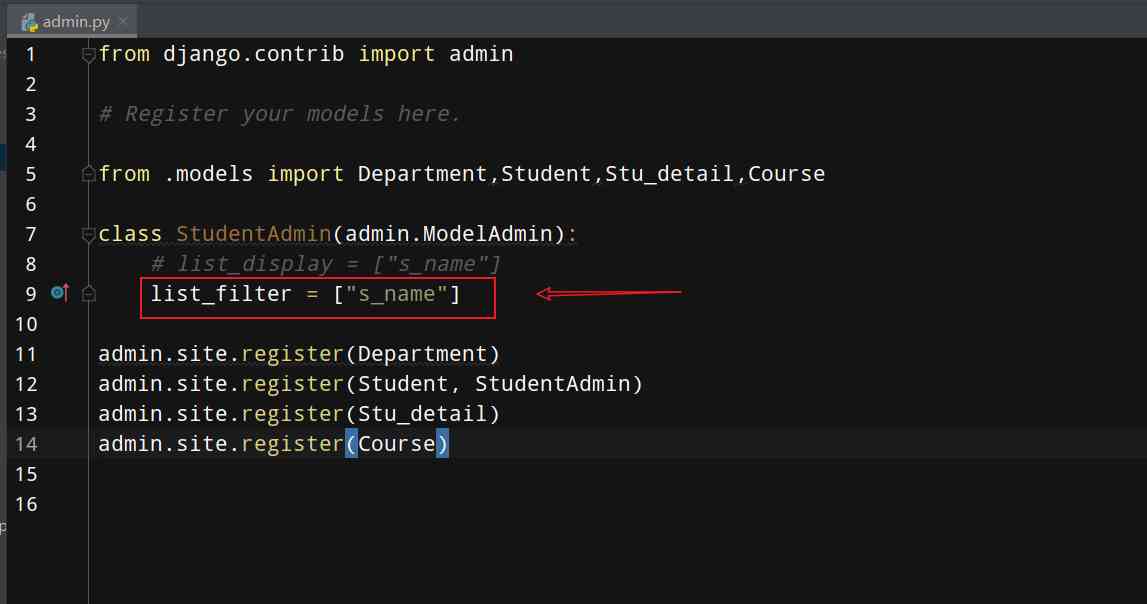 admin.py
1 from django.contrib import admin
2
3 # Register your models here.
4
5 from .models import Department,Student,Stu_detail,Course
6
7 class StudentAdmin(admin.ModelAdmin):
8 # list_display = ["s_name"]
9 list_filter = ["s_name"]
10
11 admin.site.register(Department)
12 admin.site.register(Student, StudentAdmin)
13 admin.site.register(Stu_detail)
14 admin.site.register(Course)
15
16